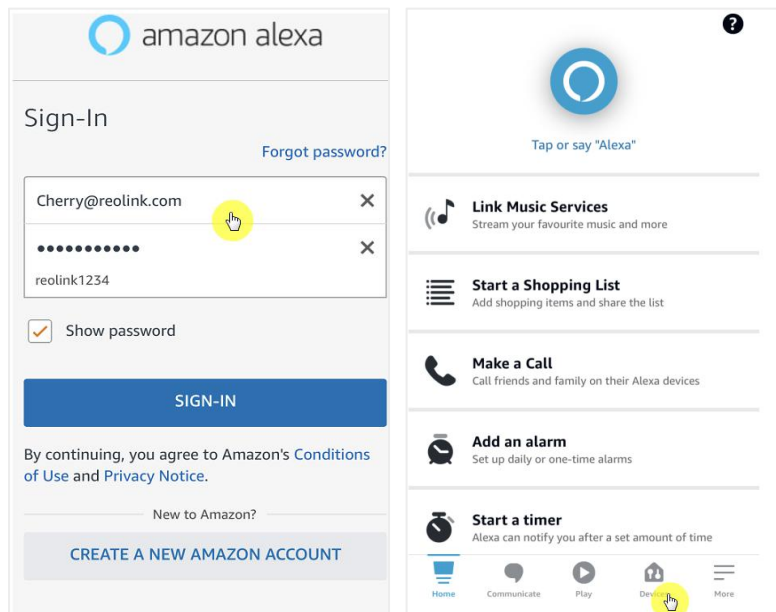 amazon alexa
Sign-In
Forgot password?
Cherry@reolink.com
•••••••••••
reolink1234
Show password
SIGN-IN
By continuing, you agree to Amazon's Conditions
of Use and Privacy Notice.
New to Amazon?
CREATE A NEW AMAZON ACCOUNT
?
Tap or say "Alexa"
Link Music Services
Stream your favourite music and more
Start a Shopping List
Add shopping items and share the list
Make a Call
Call friends and family on their Alexa devices
Add an alarm
Set up daily or one-time alarms
Start a timer
Alexa can notify you after a set amount of time
Home Communicate Play Devices More